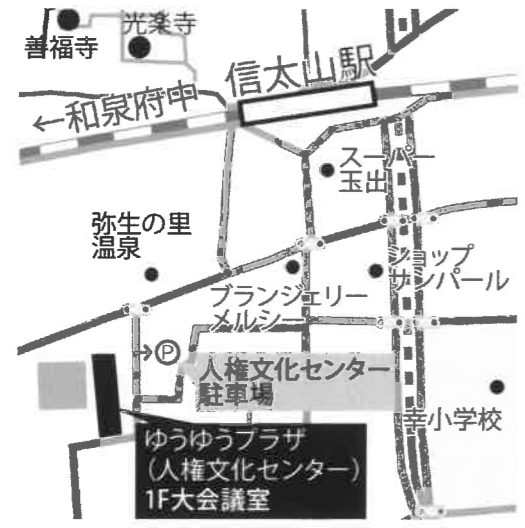 光楽寺
善福寺
信太山駅
←和泉府中
スーパー
玉出
弥生の里
温泉
ショップ
サンパール
ブランジェリー
メルシー
→Ⓟ
人権文化センター
駐車場
幸小学校
ゆうゆうプラザ
(人権文化センター)
1F大会議室